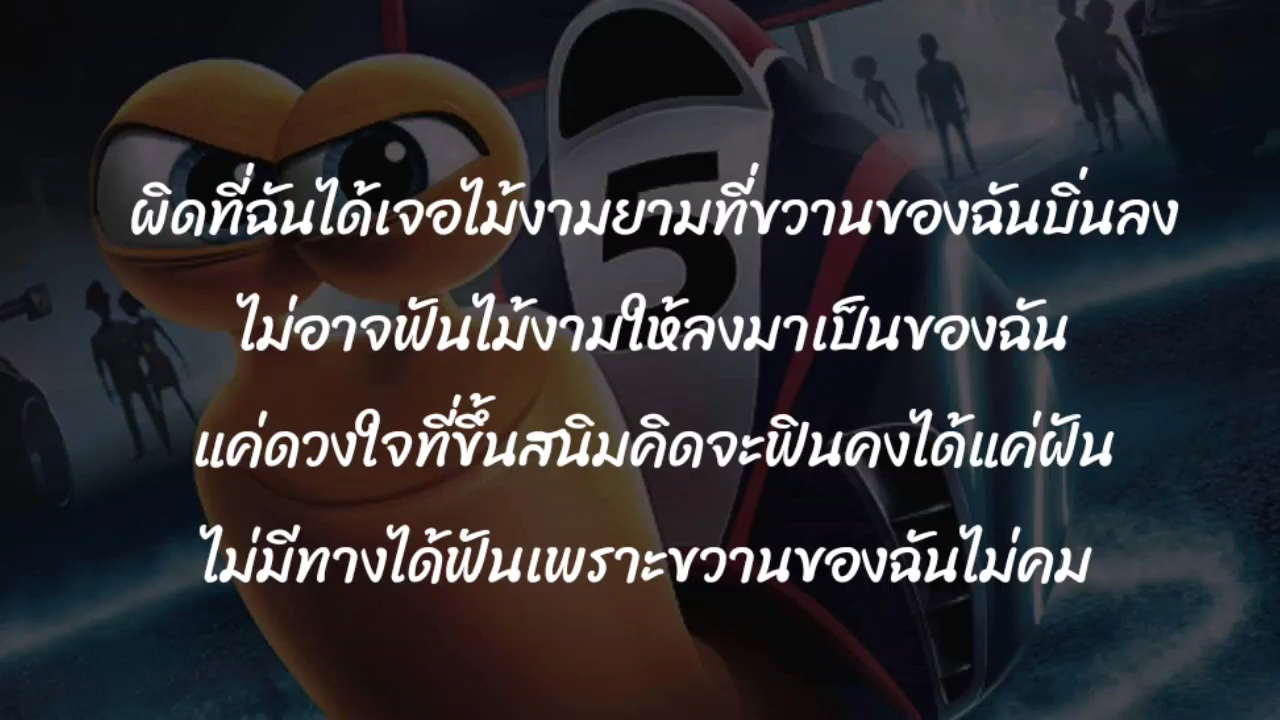 ผิดที่ฉันได้เจอไม้งามยามที่ขวานของฉันบิ่นลง
ไม่อาจฟันไม้งามให้ลงมาเป็นของฉัน
แค่ดวงใจที่ขึ้นสนิมคิดจะฟินคงได้แค่ฝัน
ไม่มีทางได้ฟันเพราะขวานของฉันไม่คม
5